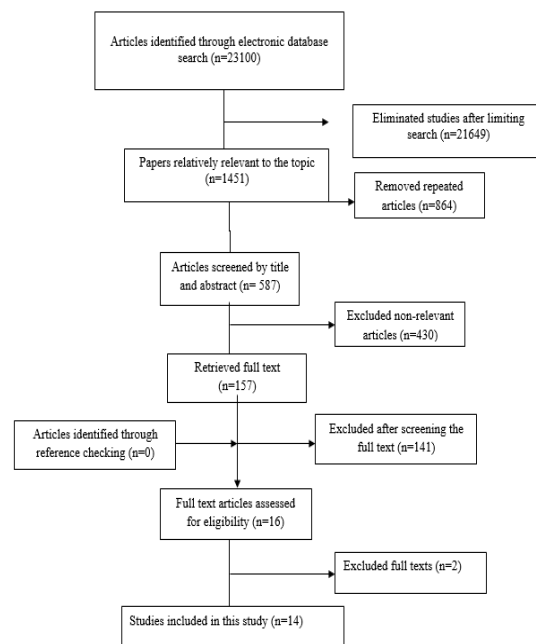 Articles identified through electronic database
search (n=23100)
Eliminated studies after limiting
search (n=21649)
Papers relatively relevant to the topic
(n=1451)
Removed repeated
articles (n=864)
Articles screened by title
and abstract (n= 587)
Excluded non-relevant
articles (n=430)
Retrieved full text
(n=157)
Articles identified through
reference checking (n=0)
Excluded after screening the
full text (n=141)
Full text articles assessed
for eligibility (n=16)
Excluded full texts (n=2)
Studies included in this study (n=14)